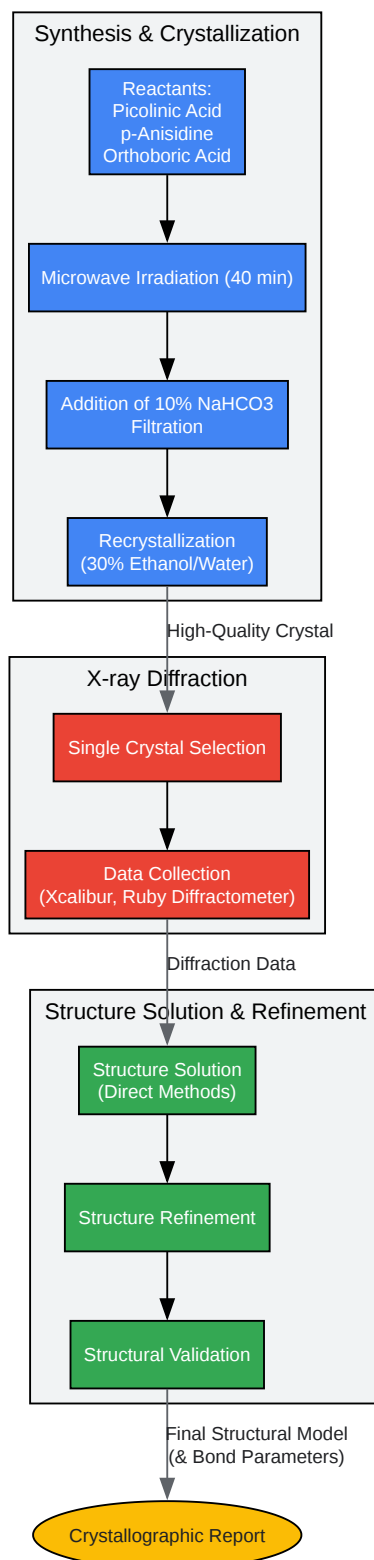 Synthesis & Crystallization
Reactants:
Picolinic Acid
p-Anisidine
Orthoboric Acid
Microwave Irradiation (40 min)
Addition of 10% NaHCO3
Filtration
Recrystallization
(30% Ethanol/Water)
High-Quality Crystal
X-ray Diffraction
Single Crystal Selection
Data Collection
(Xcalibur, Ruby Diffractometer)
Diffraction Data
Structure Solution & Refinement
Structure Solution
(Direct Methods)
Structure Refinement
Structural Validation
Final Structural Model
(& Bond Parameters)
Crystallographic Report